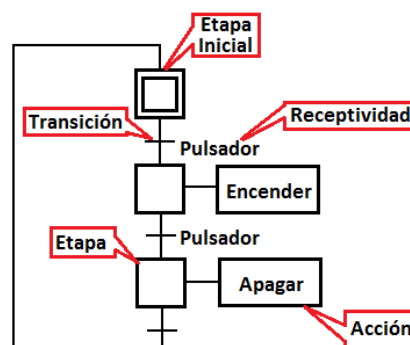 Etapa
Inicial
Transición
Receptividad
Pulsador
Encender
Etapa
Pulsador
Apagar
Acción